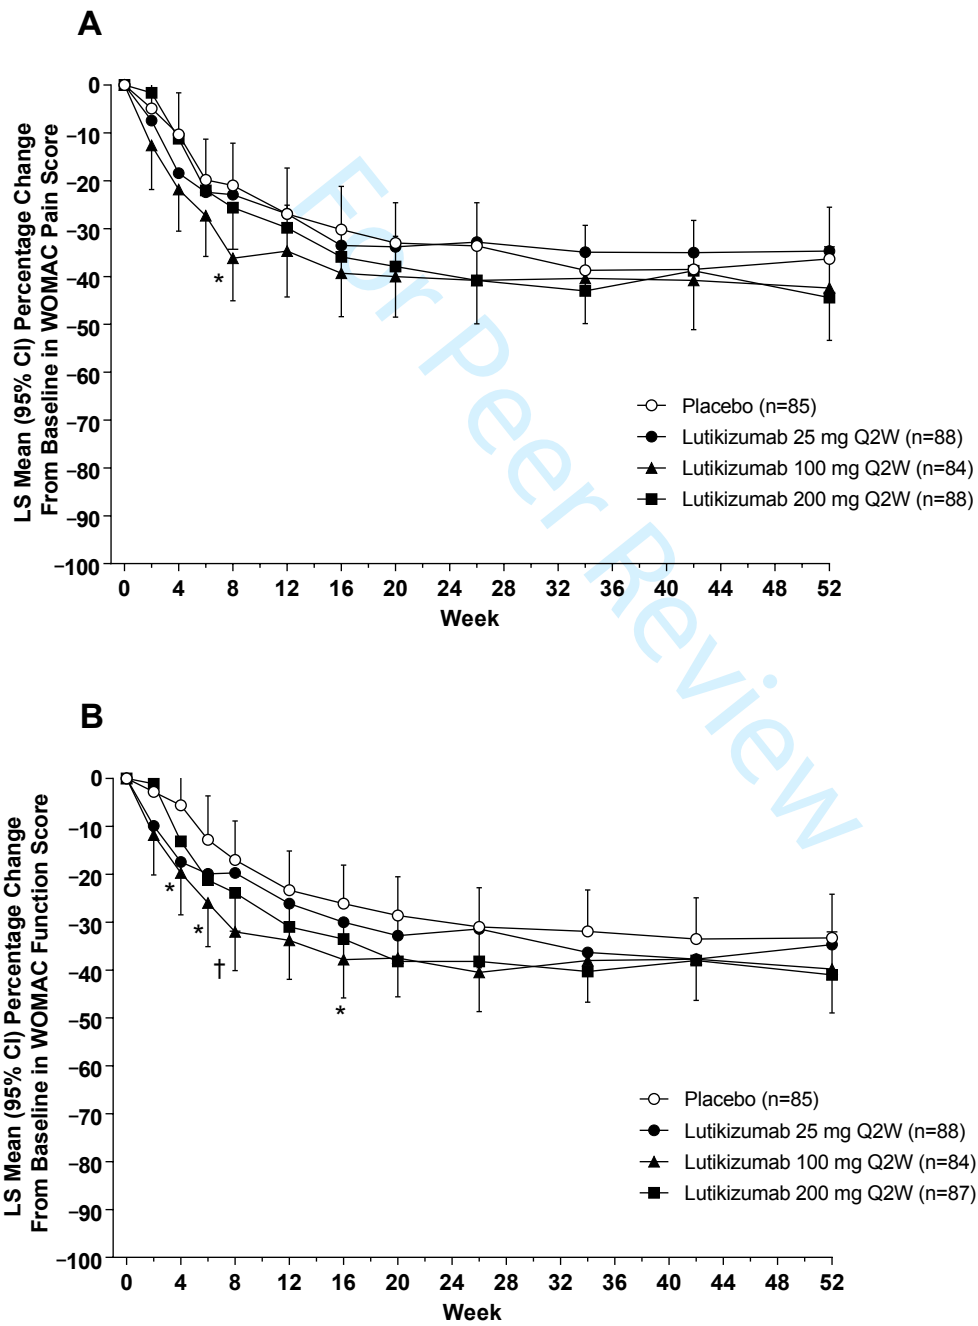 A
LS Mean (95% CI) Percentage Change
From Baseline in WOMAC Pain Score
0
−10
−20
−30
−40
−50
−60
−70
−80
−90
−100
*
Placebo (n=85)
Lutikizumab 25 mg Q2W (n=88)
Lutikizumab 100 mg Q2W (n=84)
Lutikizumab 200 mg Q2W (n=88)
0 4 8 12 16 20 24 28 32 36 40 44 48 52
Week
For Peer Review
B
LS Mean (95% CI) Percentage Change
From Baseline in WOMAC Function Score
0
−10
−20
−30
−40
−50
−60
−70
−80
−90
−100
*
*
†
*
Placebo (n=85)
Lutikizumab 25 mg Q2W (n=88)
Lutikizumab 100 mg Q2W (n=84)
Lutikizumab 200 mg Q2W (n=87)
0 4 8 12 16 20 24 28 32 36 40 44 48 52
Week